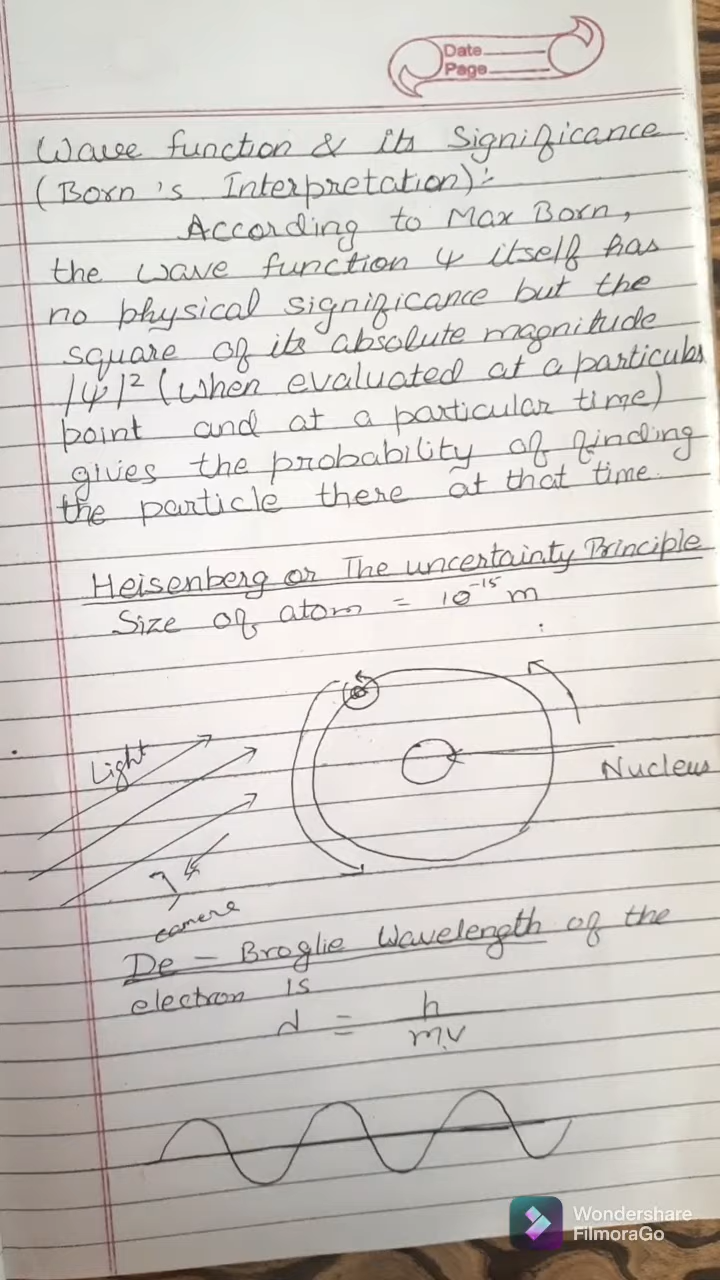 Date
Page
Wave function & its Significance
(Born's Interpretation):-
According to Max Born,
the wave function ψ itself has
no physical significance but the
square of its absolute magnitude
|ψ|² (when evaluated at a particular
point and at a particular time)
gives the probability of finding
the particle there at that time.
Heisenberg or The uncertainty Principle
Size of atom = 10⁻¹⁵ m
Light
Nucleus
camere
De - Broglie Wavelength of the
electron is
λ = h
m.v
Wondershare
FilmoraGo